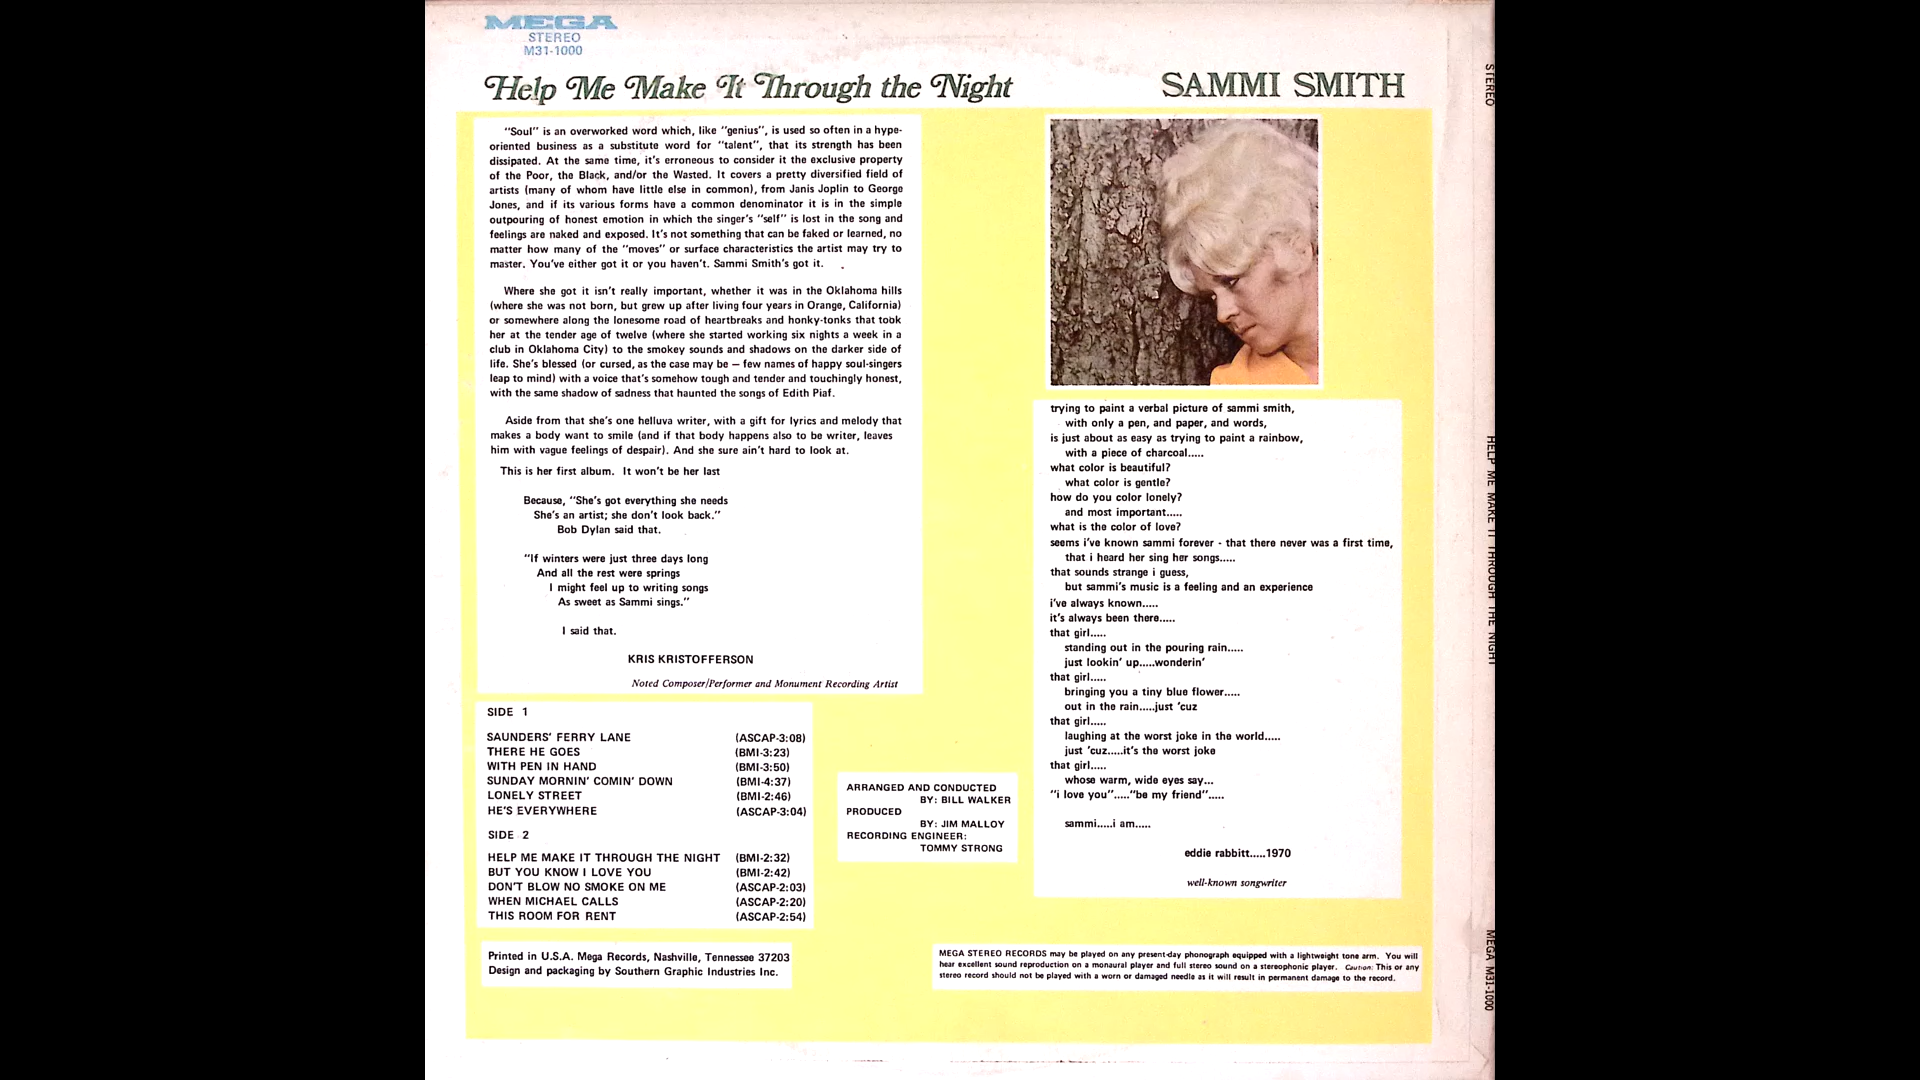 MEGA
STEREO
M31-1000
Help Me Make It Through the Night
SAMMI SMITH
"Soul" is an overworked word which, like "genius", is used so often in a hype-
oriented business as a substitute word for "talent", that its strength has been
dissipated. At the same time, it's erroneous to consider it the exclusive property
of the Poor, the Black, and/or the Wasted. It covers a pretty diversified field of
artists (many of whom have little else in common), from Janis Joplin to George
Jones, and if its various forms have a common denominator it is in the simple
outpouring of honest emotion in which the singer's "self" is lost in the song and
feelings are naked and exposed. It's not something that can be faked or learned, no
matter how many of the "moves" or surface characteristics the artist may try to
master. You've either got it or you haven't. Sammi Smith's got it.
Where she got it isn't really important, whether it was in the Oklahoma hills
(where she was not born, but grew up after living four years in Orange, California)
or somewhere along the lonesome road of heartbreaks and honky-tonks that took
her at the tender age of twelve (where she started working six nights a week in a
club in Oklahoma City) to the smokey sounds and shadows on the darker side of
life. She's blessed (or cursed, as the case may be — few names of happy soul-singers
leap to mind) with a voice that's somehow tough and tender and touchingly honest,
with the same shadow of sadness that haunted the songs of Edith Piaf.
Aside from that she's one helluva writer, with a gift for lyrics and melody that
makes a body want to smile (and if that body happens also to be writer, leaves
him with vague feelings of despair). And she sure ain't hard to look at.
This is her first album. It won't be her last
Because, "She's got everything she needs
She's an artist; she don't look back."
Bob Dylan said that.
"If winters were just three days long
And all the rest were springs
I might feel up to writing songs
As sweet as Sammi sings."
I said that.
KRIS KRISTOFFERSON
Noted Composer/Performer and Monument Recording Artist
SIDE 1
SAUNDERS' FERRY LANE (ASCAP-3:08)
THERE HE GOES (BMI-3:23)
WITH PEN IN HAND (BMI-3:50)
SUNDAY MORNIN' COMIN' DOWN (BMI-4:37)
LONELY STREET (BMI-2:46)
HE'S EVERYWHERE (ASCAP-3:04)
SIDE 2
HELP ME MAKE IT THROUGH THE NIGHT (BMI-2:32)
BUT YOU KNOW I LOVE YOU (BMI-2:42)
DON'T BLOW NO SMOKE ON ME (ASCAP-2:03)
WHEN MICHAEL CALLS (ASCAP-2:20)
THIS ROOM FOR RENT (ASCAP-2:54)
Printed in U.S.A. Mega Records, Nashville, Tennessee 37203
Design and packaging by Southern Graphic Industries Inc.
ARRANGED AND CONDUCTED
BY: BILL WALKER
PRODUCED
BY: JIM MALLOY
RECORDING ENGINEER:
TOMMY STRONG
trying to paint a verbal picture of sammi smith,
with only a pen, and paper, and words,
is just about as easy as trying to paint a rainbow,
with a piece of charcoal.....
what color is beautiful?
what color is gentle?
how do you color lonely?
and most important.....
what is the color of love?
seems i've known sammi forever - that there never was a first time,
that i heard her sing her songs.....
that sounds strange i guess,
but sammi's music is a feeling and an experience
i've always known.....
it's always been there.....
that girl.....
standing out in the pouring rain.....
just lookin' up.....wonderin'
that girl.....
bringing you a tiny blue flower.....
out in the rain.....just 'cuz
that girl.....
laughing at the worst joke in the world.....
just 'cuz.....it's the worst joke
that girl.....
whose warm, wide eyes say...
"i love you"....."be my friend".....
sammi.....i am.....
eddie rabbitt.....1970
well-known songwriter
MEGA STEREO RECORDS may be played on any present-day phonograph equipped with a lightweight tone arm. You will
hear excellent sound reproduction on a monaural player and full stereo sound on a stereophonic player. Caution: This or any
stereo record should not be played with a worn or damaged needle as it will result in permanent damage to the record.
STEREO
HELP ME MAKE IT THROUGH THE NIGHT
MEGA M31-1000